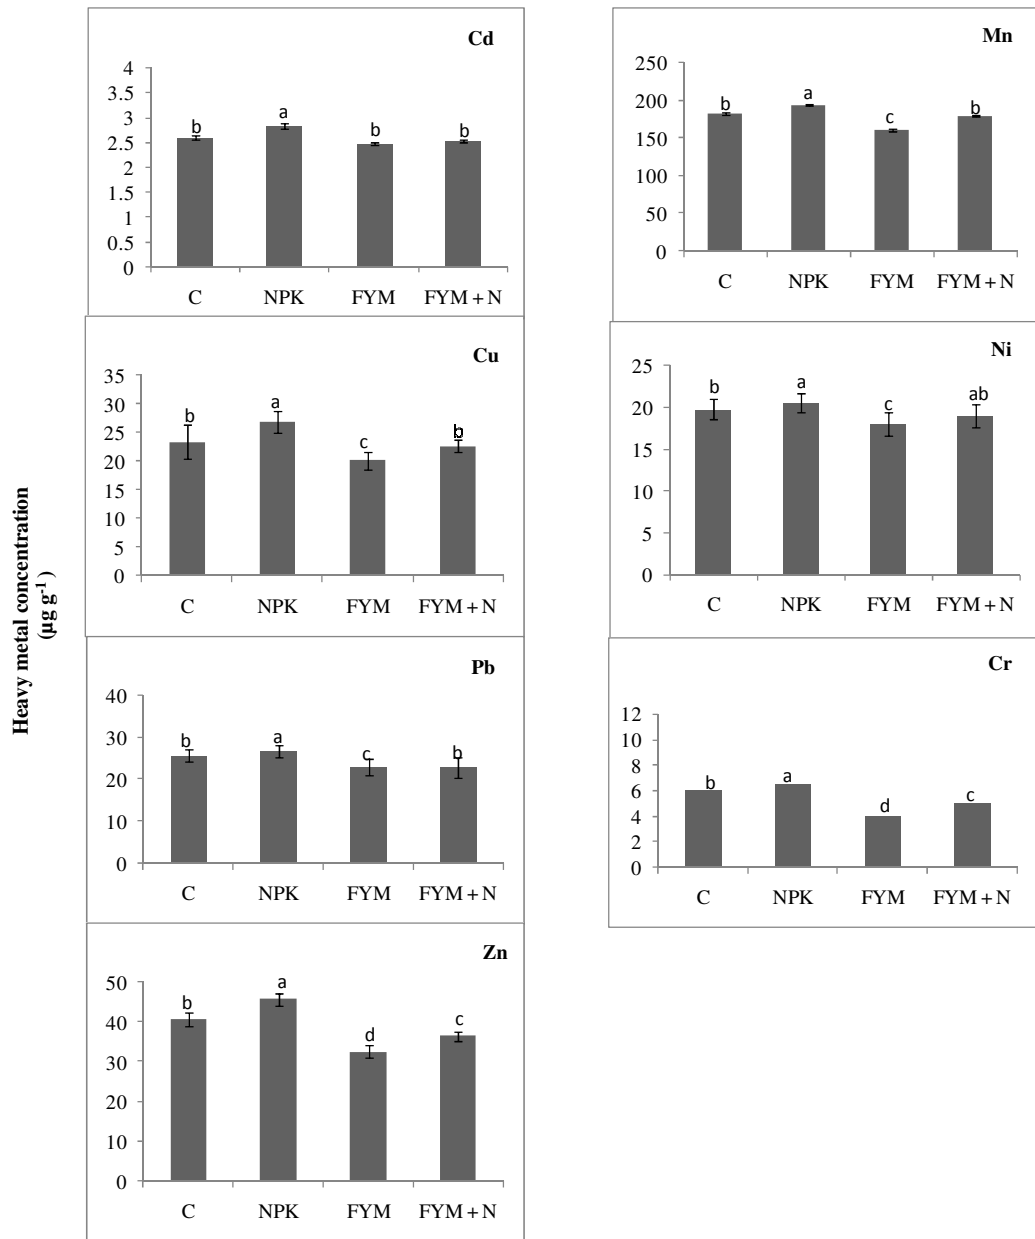 Heavy metal concentration
(µg g⁻¹)
Cd
4
3.5
3
2.5
2
1.5
1
0.5
0
b
a
b
b
C NPK FYM FYM + N
Mn
250
200
150
100
50
0
b
a
c
b
C NPK FYM FYM + N
Cu
35
30
25
20
15
10
5
0
b
a
c
b
C NPK FYM FYM + N
Ni
25
20
15
10
5
0
b
a
c
ab
C NPK FYM FYM + N
Pb
40
30
20
10
0
b
a
c
b
C NPK FYM FYM + N
Cr
12
10
8
6
4
2
0
b
a
d
c
C NPK FYM FYM + N
Zn
50
40
30
20
10
0
b
a
d
c
C NPK FYM FYM + N